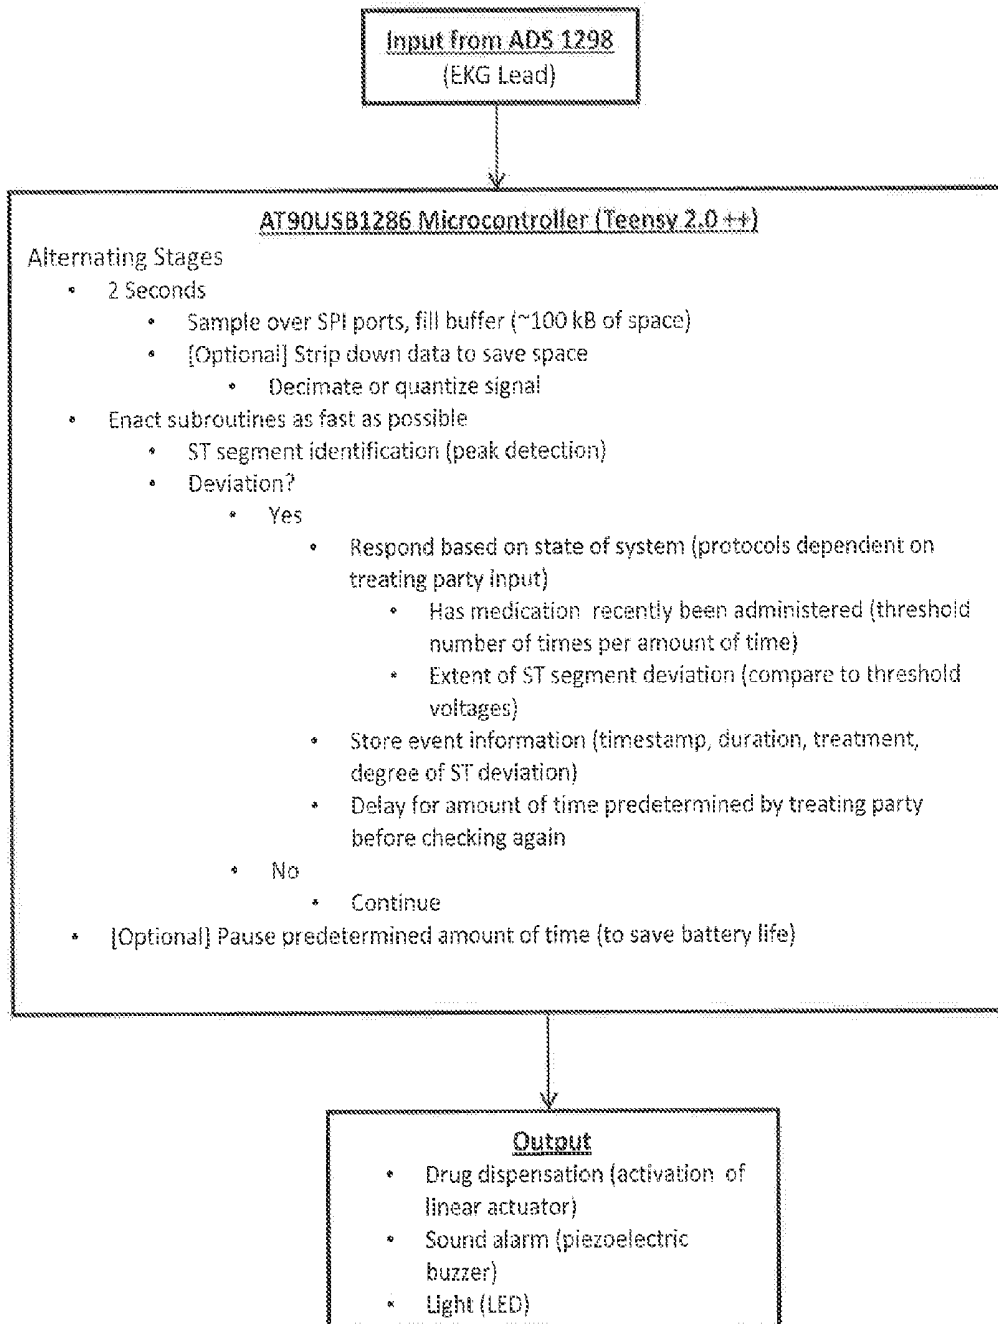 Input from ADS 1298
(EKG Lead)
AT90USB1286 Microcontroller (Teensy 2.0 ++)
Alternating Stages
• 2 Seconds
• Sample over SPI ports, fill buffer (~100 kB of space)
• [Optional] Strip down data to save space
• Decimate or quantize signal
• Enact subroutines as fast as possible
• ST segment identification (peak detection)
• Deviation?
• Yes
• Respond based on state of system (protocols dependent on
treating party input)
• Has medication recently been administered (threshold
number of times per amount of time)
• Extent of ST segment deviation (compare to threshold
voltages)
• Store event information (timestamp, duration, treatment,
degree of ST deviation)
• Delay for amount of time predetermined by treating party
before checking again
• No
• Continue
• [Optional] Pause predetermined amount of time (to save battery life)
Output
• Drug dispensation (activation of
linear actuator)
• Sound alarm (piezoelectric
buzzer)
• Light (LED)